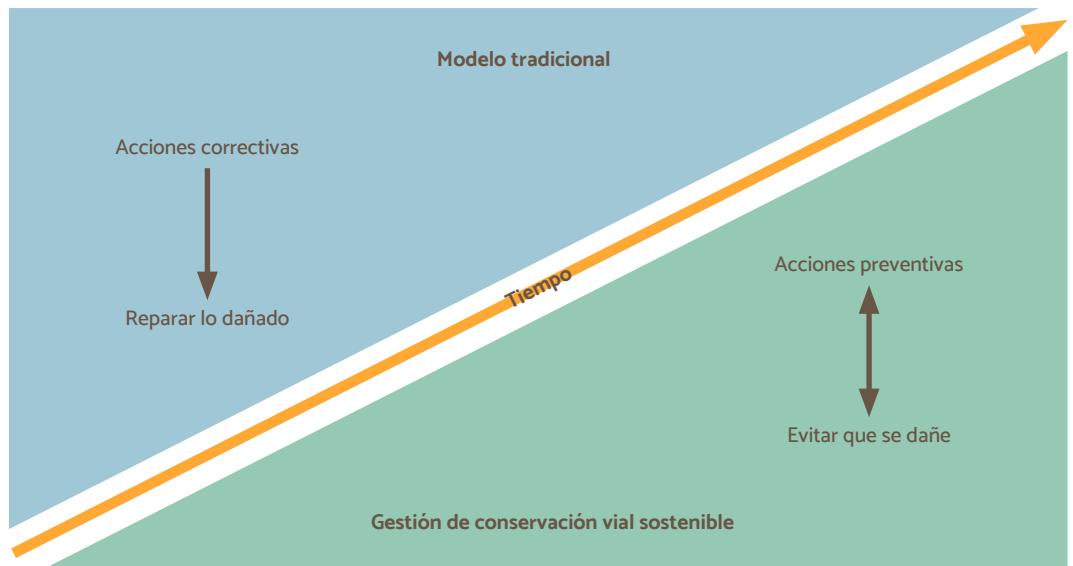 Modelo tradicional
Acciones correctivas
Reparar lo dañado
Tiempo
Acciones preventivas
Evitar que se dañe
Gestión de conservación vial sostenible